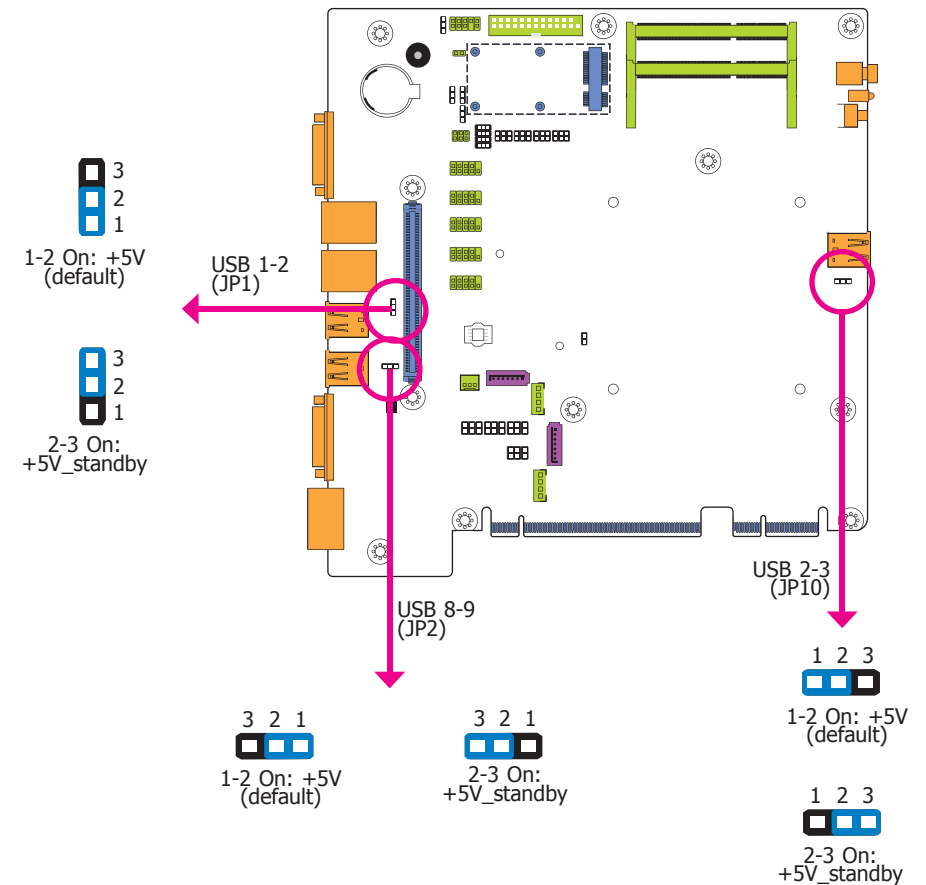 3
2
1
1-2 On: +5V
(default)
USB 1-2
(JP1)
3
2
1
2-3 On:
+5V_standby
USB 8-9
(JP2)
3 2 1
1-2 On: +5V
(default)
3 2 1
2-3 On:
+5V_standby
USB 2-3
(JP10)
1 2 3
1-2 On: +5V
(default)
1 2 3
2-3 On:
+5V_standby